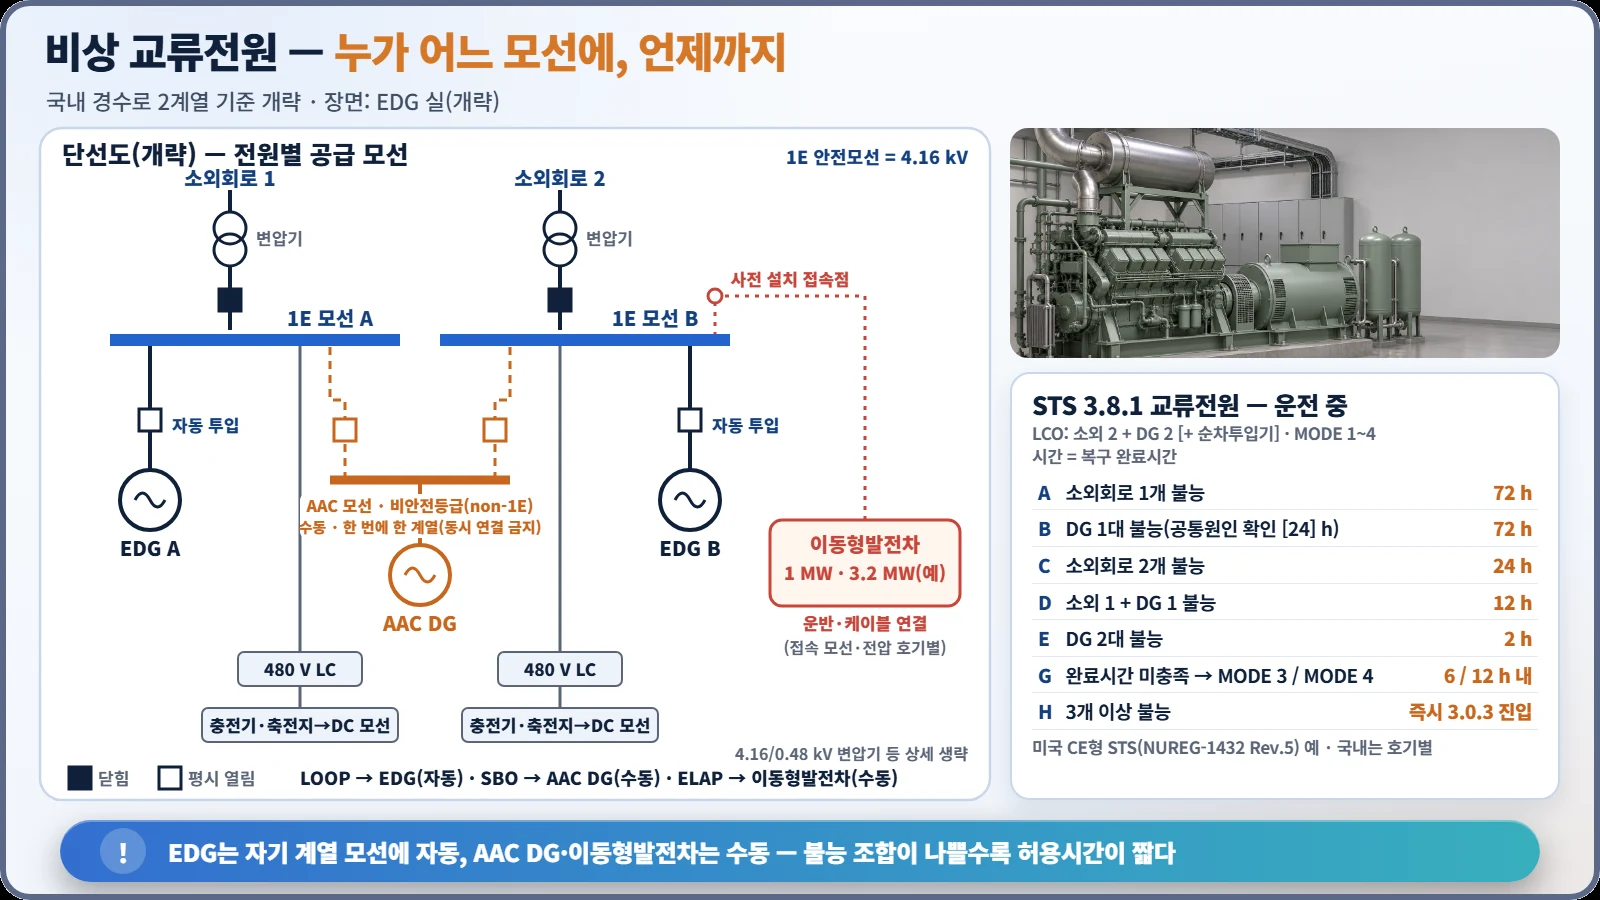 비상 교류전원 — 누가 어느 모선에, 언제까지
국내 경수로 2계열 기준 개략 · 장면: EDG 실(개략)
단선도(개략) — 전원별 공급 모선
1E 안전모선 = 4.16 kV
소외회로 1
소외회로 2
변압기
변압기
사전 설치 접속점
1E 모선 A
1E 모선 B
자동 투입
자동 투입
AAC 모선 · 비안전등급(non-1E)
수동 · 한 번에 한 계열(동시 연결 금지)
EDG A
EDG B
AAC DG
이동형발전차
1 MW · 3.2 MW(예)
운반·케이블 연결
(접속 모선·전압 호기별)
480 V LC
480 V LC
충전기·축전지→DC 모선
충전기·축전지→DC 모선
4.16/0.48 kV 변압기 등 상세 생략
닫힘
평시 열림
LOOP → EDG(자동) · SBO → AAC DG(수동) · ELAP → 이동형발전차(수동)
STS 3.8.1 교류전원 — 운전 중
LCO: 소외 2 + DG 2 [+ 순차투입기] · MODE 1~4
시간 = 복구 완료시간
A 소외회로 1개 불능 72 h
B DG 1대 불능(공통원인 확인 [24] h) 72 h
C 소외회로 2개 불능 24 h
D 소외 1 + DG 1 불능 12 h
E DG 2대 불능 2 h
G 완료시간 미충족 → MODE 3 / MODE 4 6 / 12 h 내
H 3개 이상 불능 즉시 3.0.3 진입
미국 CE형 STS(NUREG-1432 Rev.5) 예 · 국내는 호기별
! EDG는 자기 계열 모선에 자동, AAC DG·이동형발전차는 수동 — 불능 조합이 나쁠수록 허용시간이 짧다